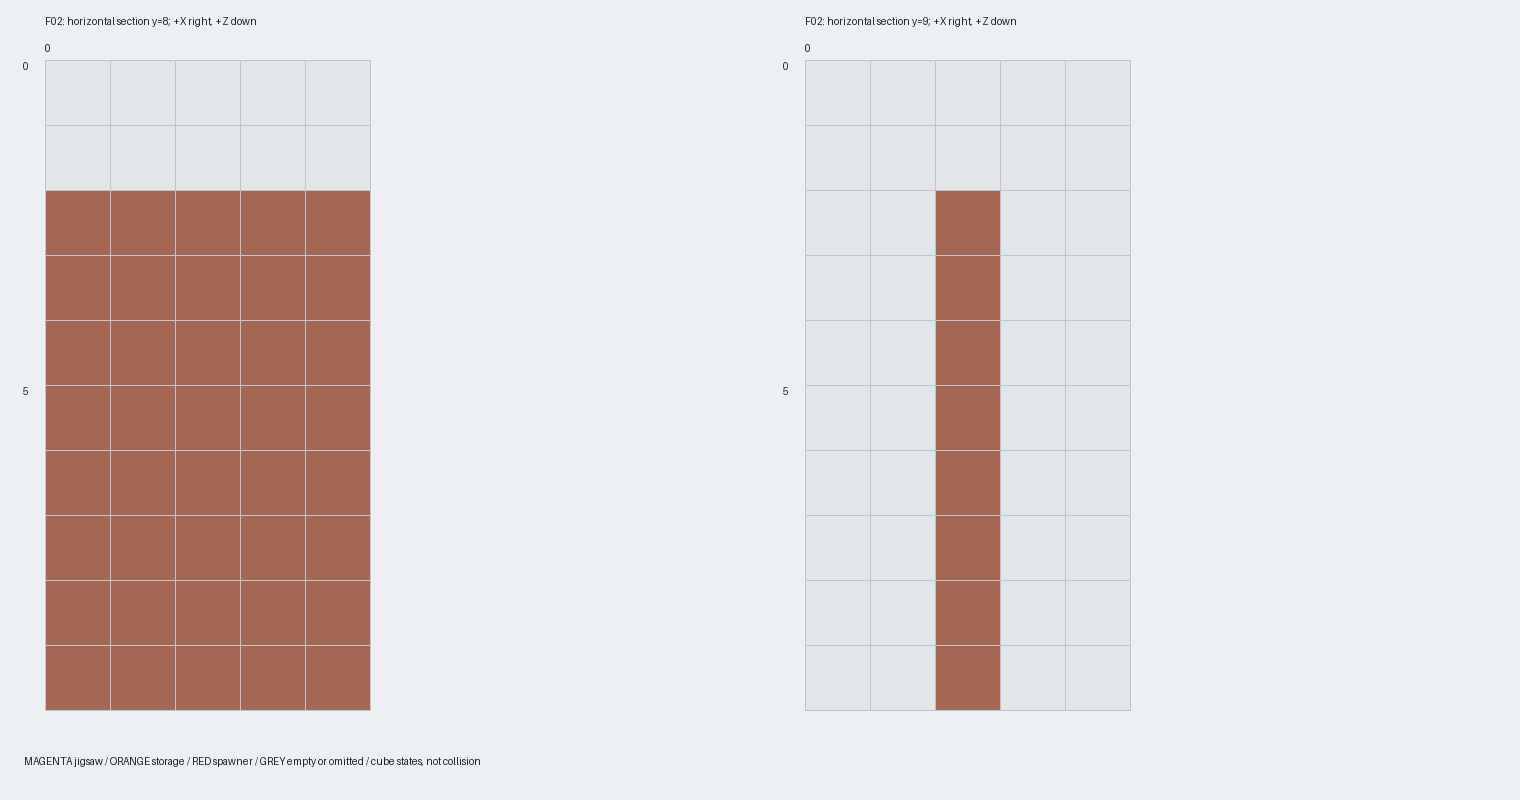 F02: horizontal section y=8; +X right, +Z down
0
0
5
F02: horizontal section y=9; +X right, +Z down
0
0
5
MAGENTA jigsaw / ORANGE storage / RED spawner / GREY empty or omitted / cube states, not collision